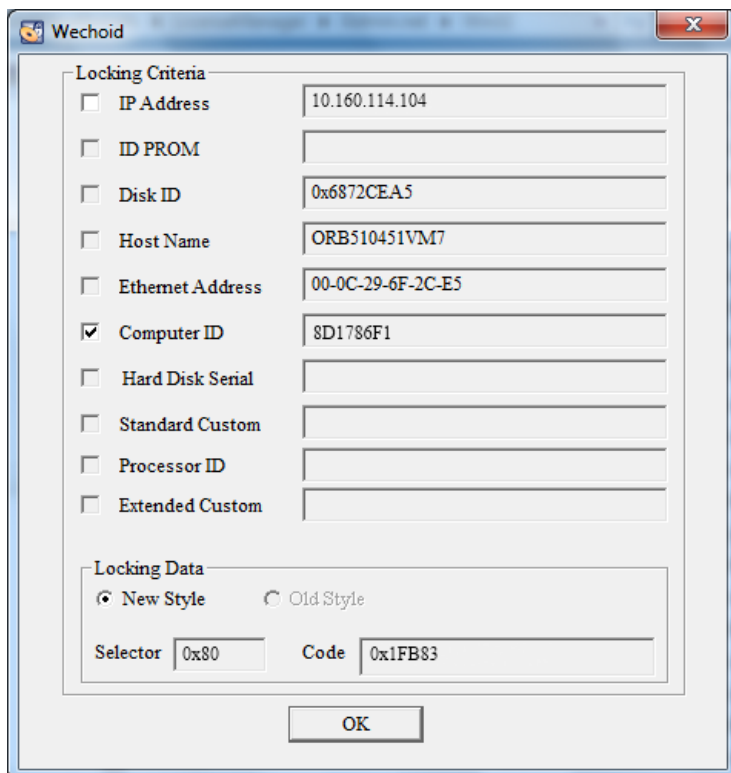 Wechoid
Locking Criteria
IP Address 10.160.114.104
ID PROM
Disk ID 0x6872CEA5
Host Name ORB510451VM7
Ethernet Address 00-0C-29-6F-2C-E5
Computer ID 8D1786F1
Hard Disk Serial
Standard Custom
Processor ID
Extended Custom
Locking Data
New Style Old Style
Selector 0x80 Code 0x1FB83
OK